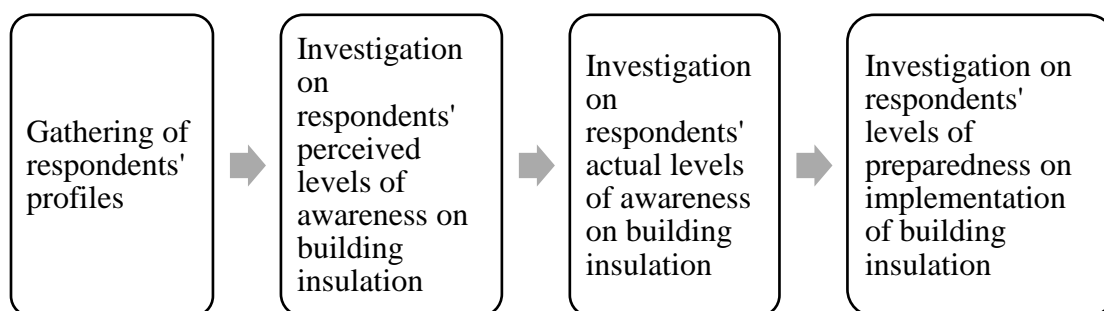 Gathering of
respondents'
profiles
Investigation
on
respondents'
perceived
levels of
awareness on
building
insulation
Investigation
on
respondents'
actual levels
of awareness
on building
insulation
Investigation on
respondents'
levels of
preparedness on
implementation
of building
insulation